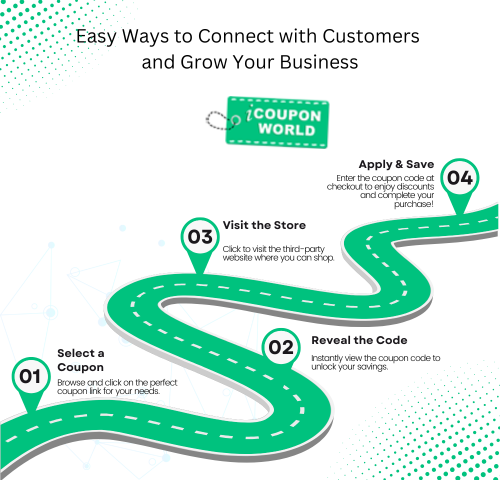 Easy Ways to Connect with Customers
and Grow Your Business
iCOUPON
WORLD
01
Select a
Coupon
Browse and click on the perfect
coupon link for your needs.
02
Reveal the Code
Instantly view the coupon code to
unlock your savings.
03
Visit the Store
Click to visit the third-party
website where you can shop.
04
Apply & Save
Enter the coupon code at
checkout to enjoy discounts
and complete your
purchase!